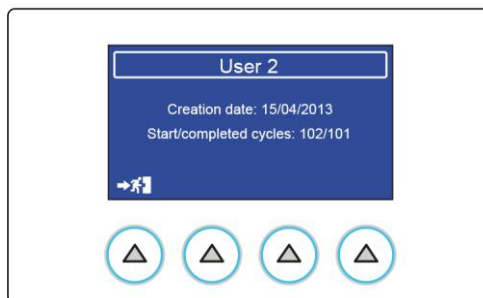 User 2
Creation date: 15/04/2013
Start/completed cycles: 102/101